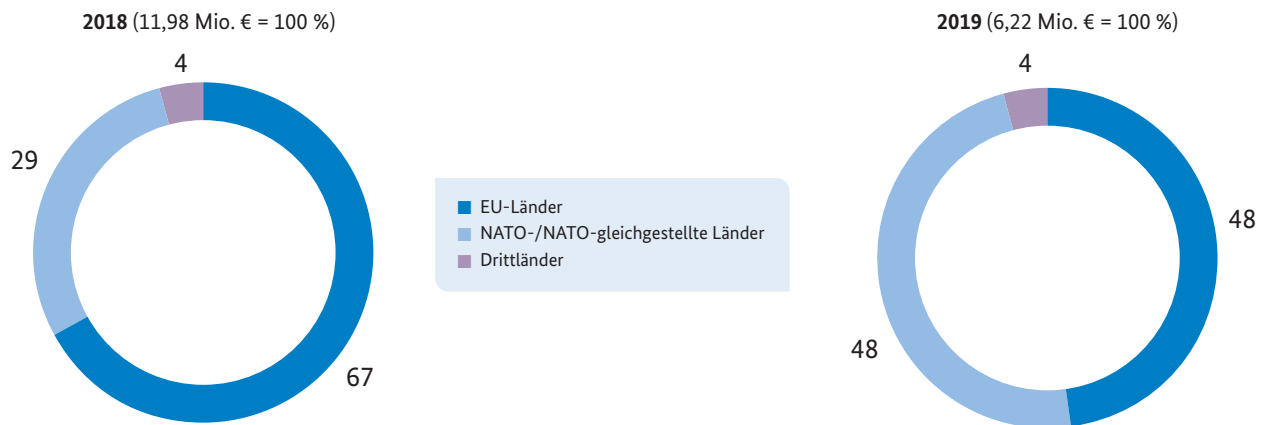 2018 (11,98 Mio. € = 100 %)
4
29
67
EU-Länder
NATO-/NATO-gleichgestellte Länder
Drittländer
2019 (6,22 Mio. € = 100 %)
4
48
48